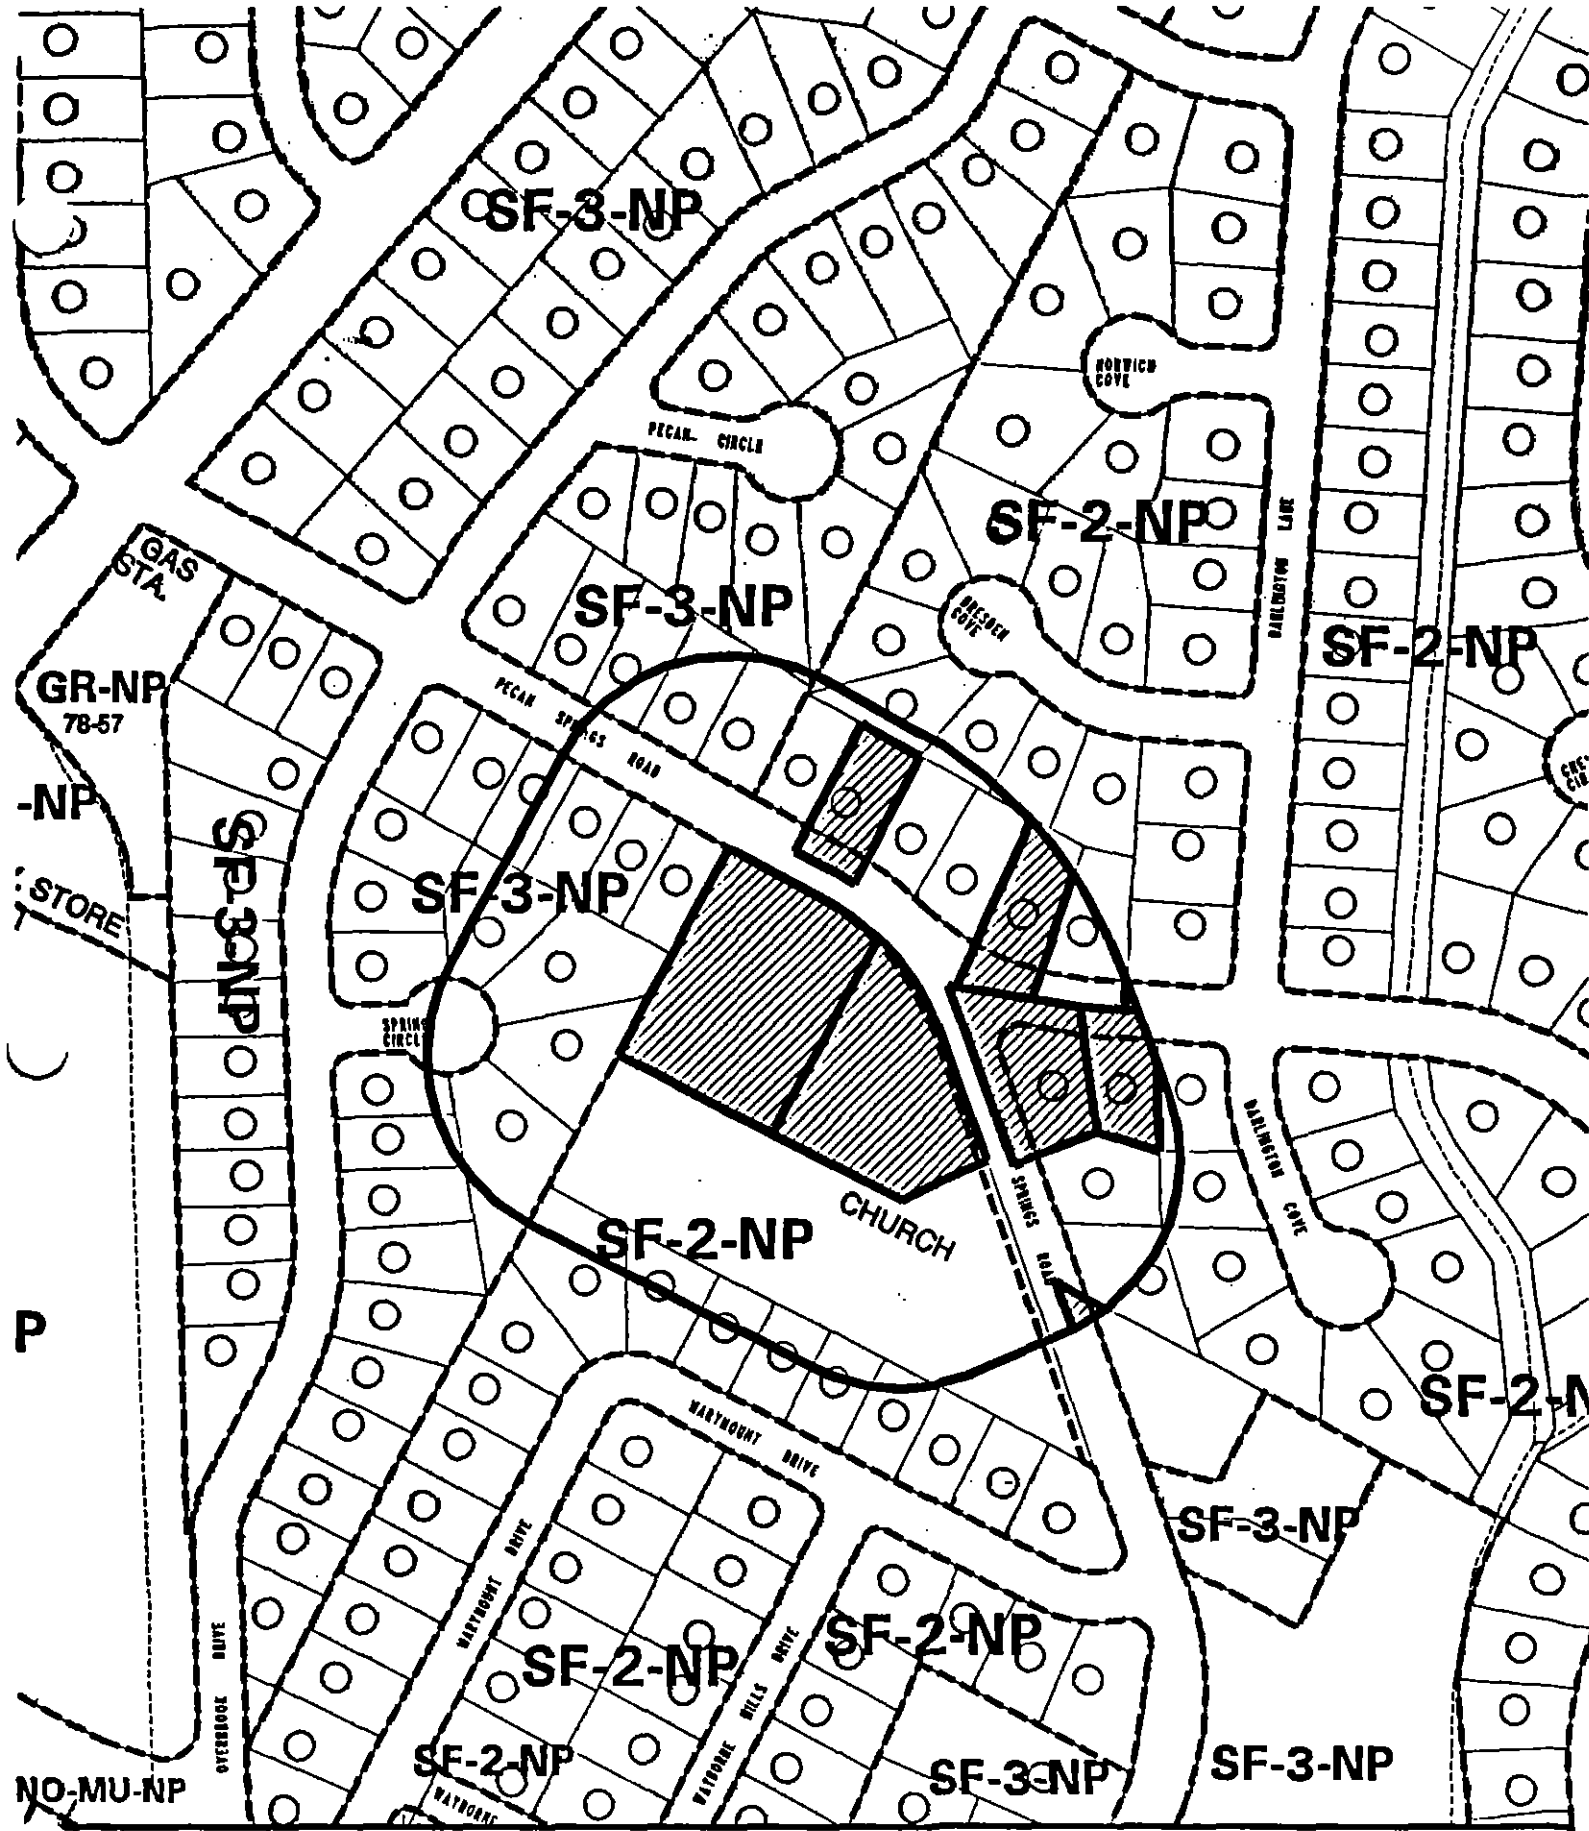 SF-3-NP
NORWICH
COVE
PECAN CIRCLE
SF-2-NP
DARLINGTON LANE
GAS
STA.
SF-3-NP
DRESDEN
COVE
SF-2-NP
GR-NP
78-57
PECAN SPRINGS ROAD
-NP
SF-3-NP
SF-3-NP
STORE
SPRING
CIRCLE
DARLINGTON COVE
CHURCH
SPRINGS ROAD
SF-2-NP
P
SF-2-N
MARYMOUNT DRIVE
SF-3-NP
MARYMOUNT DRIVE
SF-2-NP
SF-2-NP
OVERBROOK DRIVE
WAYBORNE HILLS DRIVE
SF-2-NP
SF-3-NP
SF-3-NP
NO-MU-NP
WAYBORNE